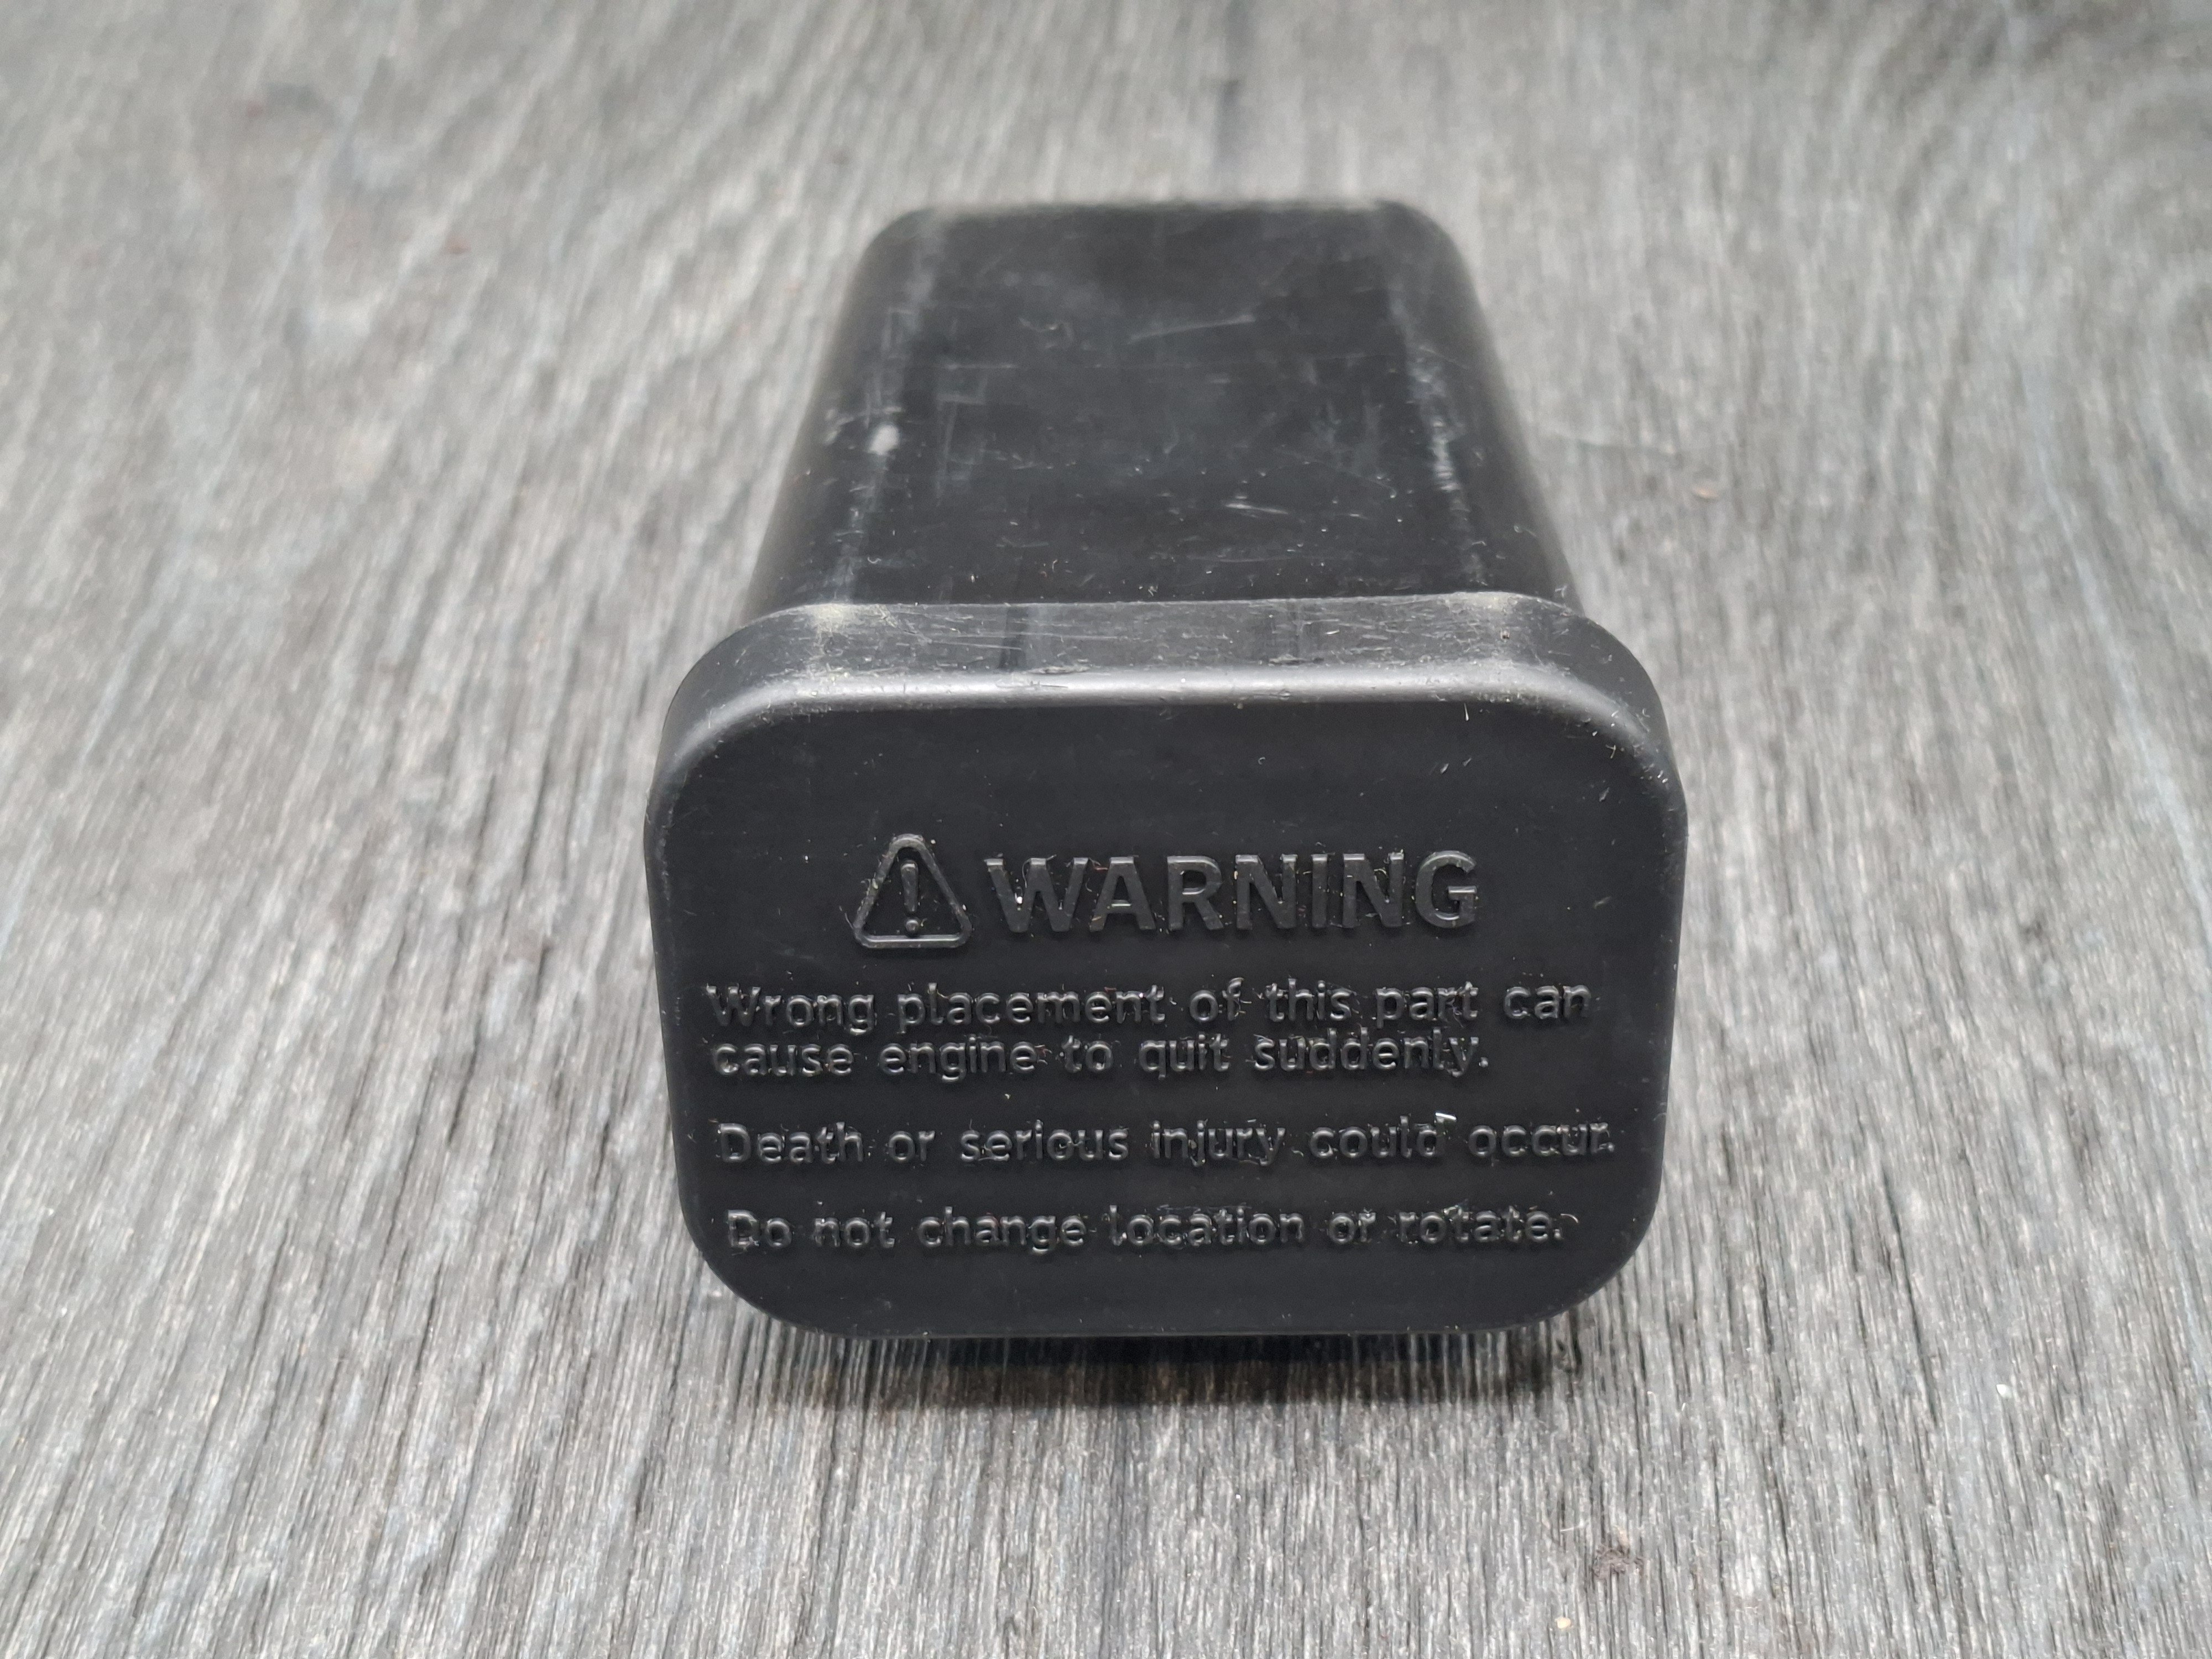 WARNING
Wrong placement of this part can
cause engine to quit suddenly.
Death or serious injury could occur.
Do not change location or rotate.